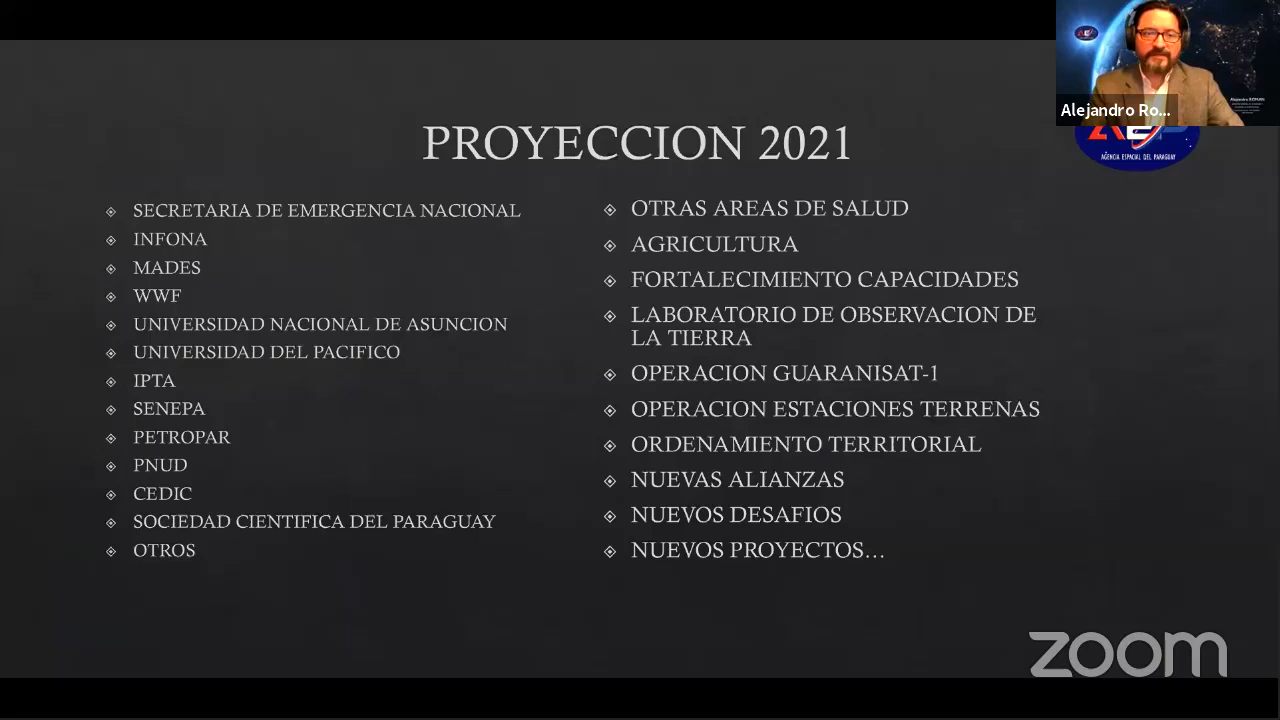 Alejandro Ro...
AEP
AGENCIA ESPACIAL DEL PARAGUAY
PROYECCION 2021
SECRETARIA DE EMERGENCIA NACIONAL
INFONA
MADES
WWF
UNIVERSIDAD NACIONAL DE ASUNCION
UNIVERSIDAD DEL PACIFICO
IPTA
SENEPA
PETROPAR
PNUD
CEDIC
SOCIEDAD CIENTIFICA DEL PARAGUAY
OTROS
OTRAS AREAS DE SALUD
AGRICULTURA
FORTALECIMIENTO CAPACIDADES
LABORATORIO DE OBSERVACION DE
LA TIERRA
OPERACION GUARANISAT-1
OPERACION ESTACIONES TERRENAS
ORDENAMIENTO TERRITORIAL
NUEVAS ALIANZAS
NUEVOS DESAFIOS
NUEVOS PROYECTOS…
zoom